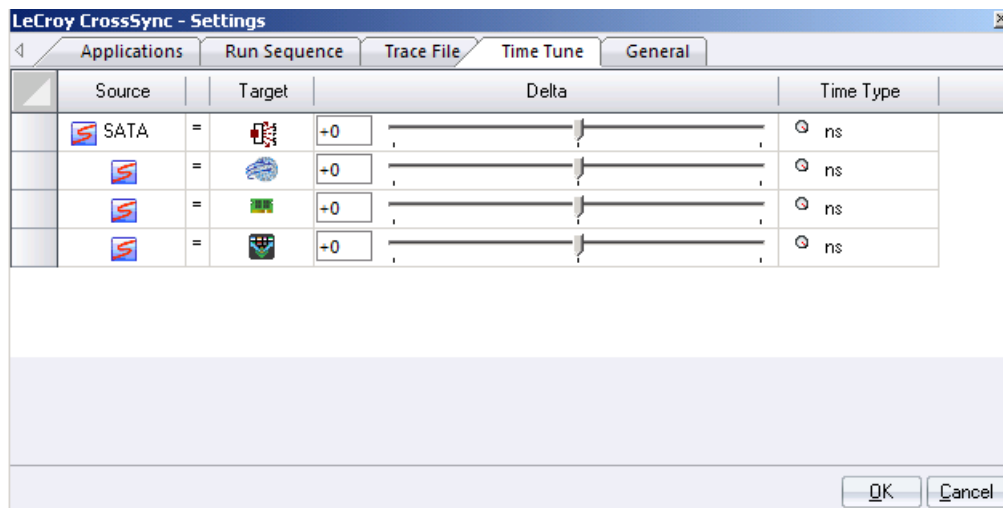 LeCroy CrossSync - Settings
Applications Run Sequence Trace File Time Tune General
Source Target Delta Time Type
SATA = +0 ns
= +0 ns
= +0 ns
= +0 ns
OK Cancel